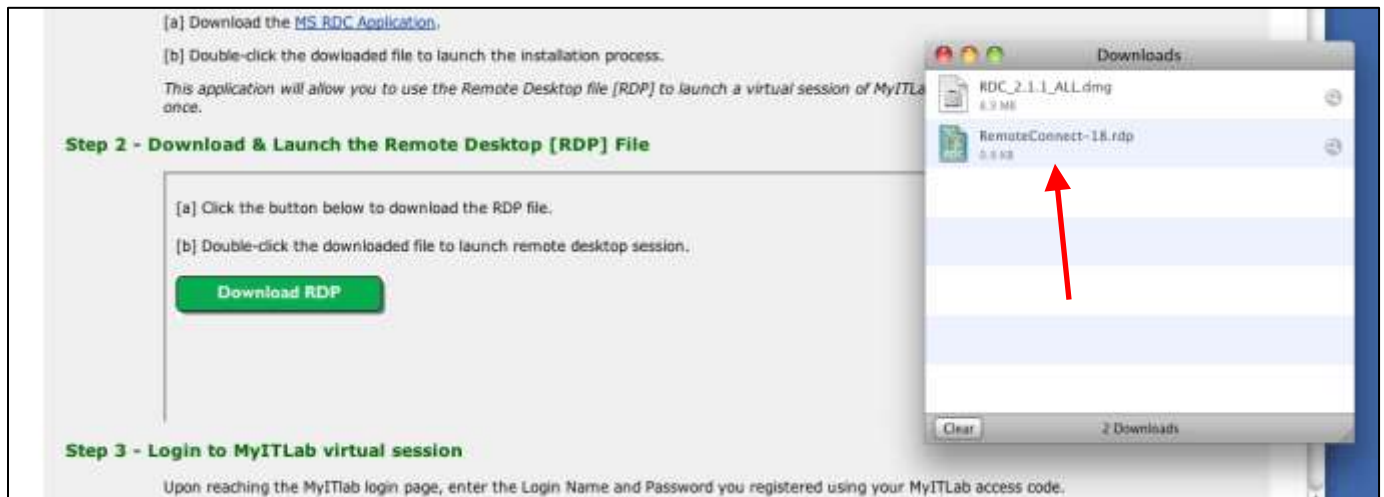 [a] Download the MS RDC Application.
[b] Double-click the dowloaded file to launch the installation process.
This application will allow you to use the Remote Desktop file [RDP] to launch a virtual session of MyITLa
once.
Step 2 - Download & Launch the Remote Desktop [RDP] File
[a] Click the button below to download the RDP file.
[b] Double-click the downloaded file to launch remote desktop session.
Download RDP
Step 3 - Login to MyITLab virtual session
Upon reaching the MyITlab login page, enter the Login Name and Password you registered using your MyITLab access code.
Downloads
RDC_2.1.1_ALL.dmg
MB
RemoteConnect-18.rdp
KB
Clear
2 Downloads